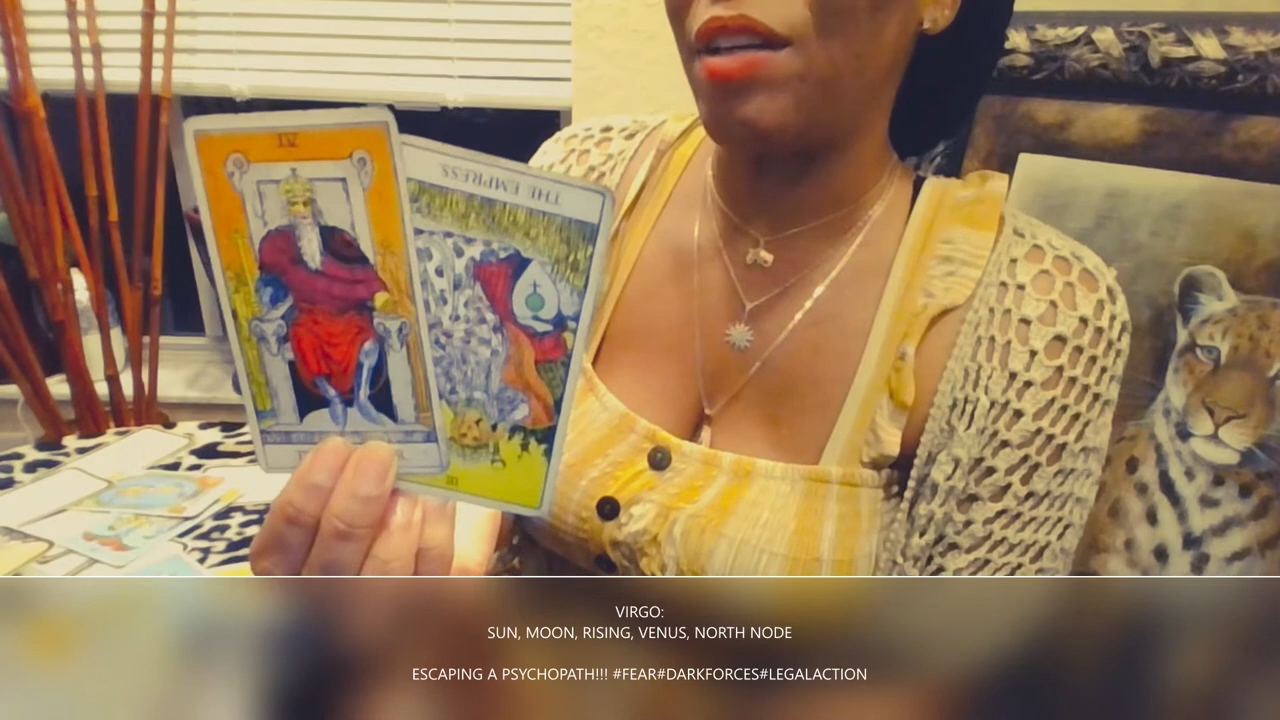 IV
THE EMPRESS
III
VIRGO:
SUN, MOON, RISING, VENUS, NORTH NODE
ESCAPING A PSYCHOPATH!!! #FEAR#DARKFORCES#LEGALACTION